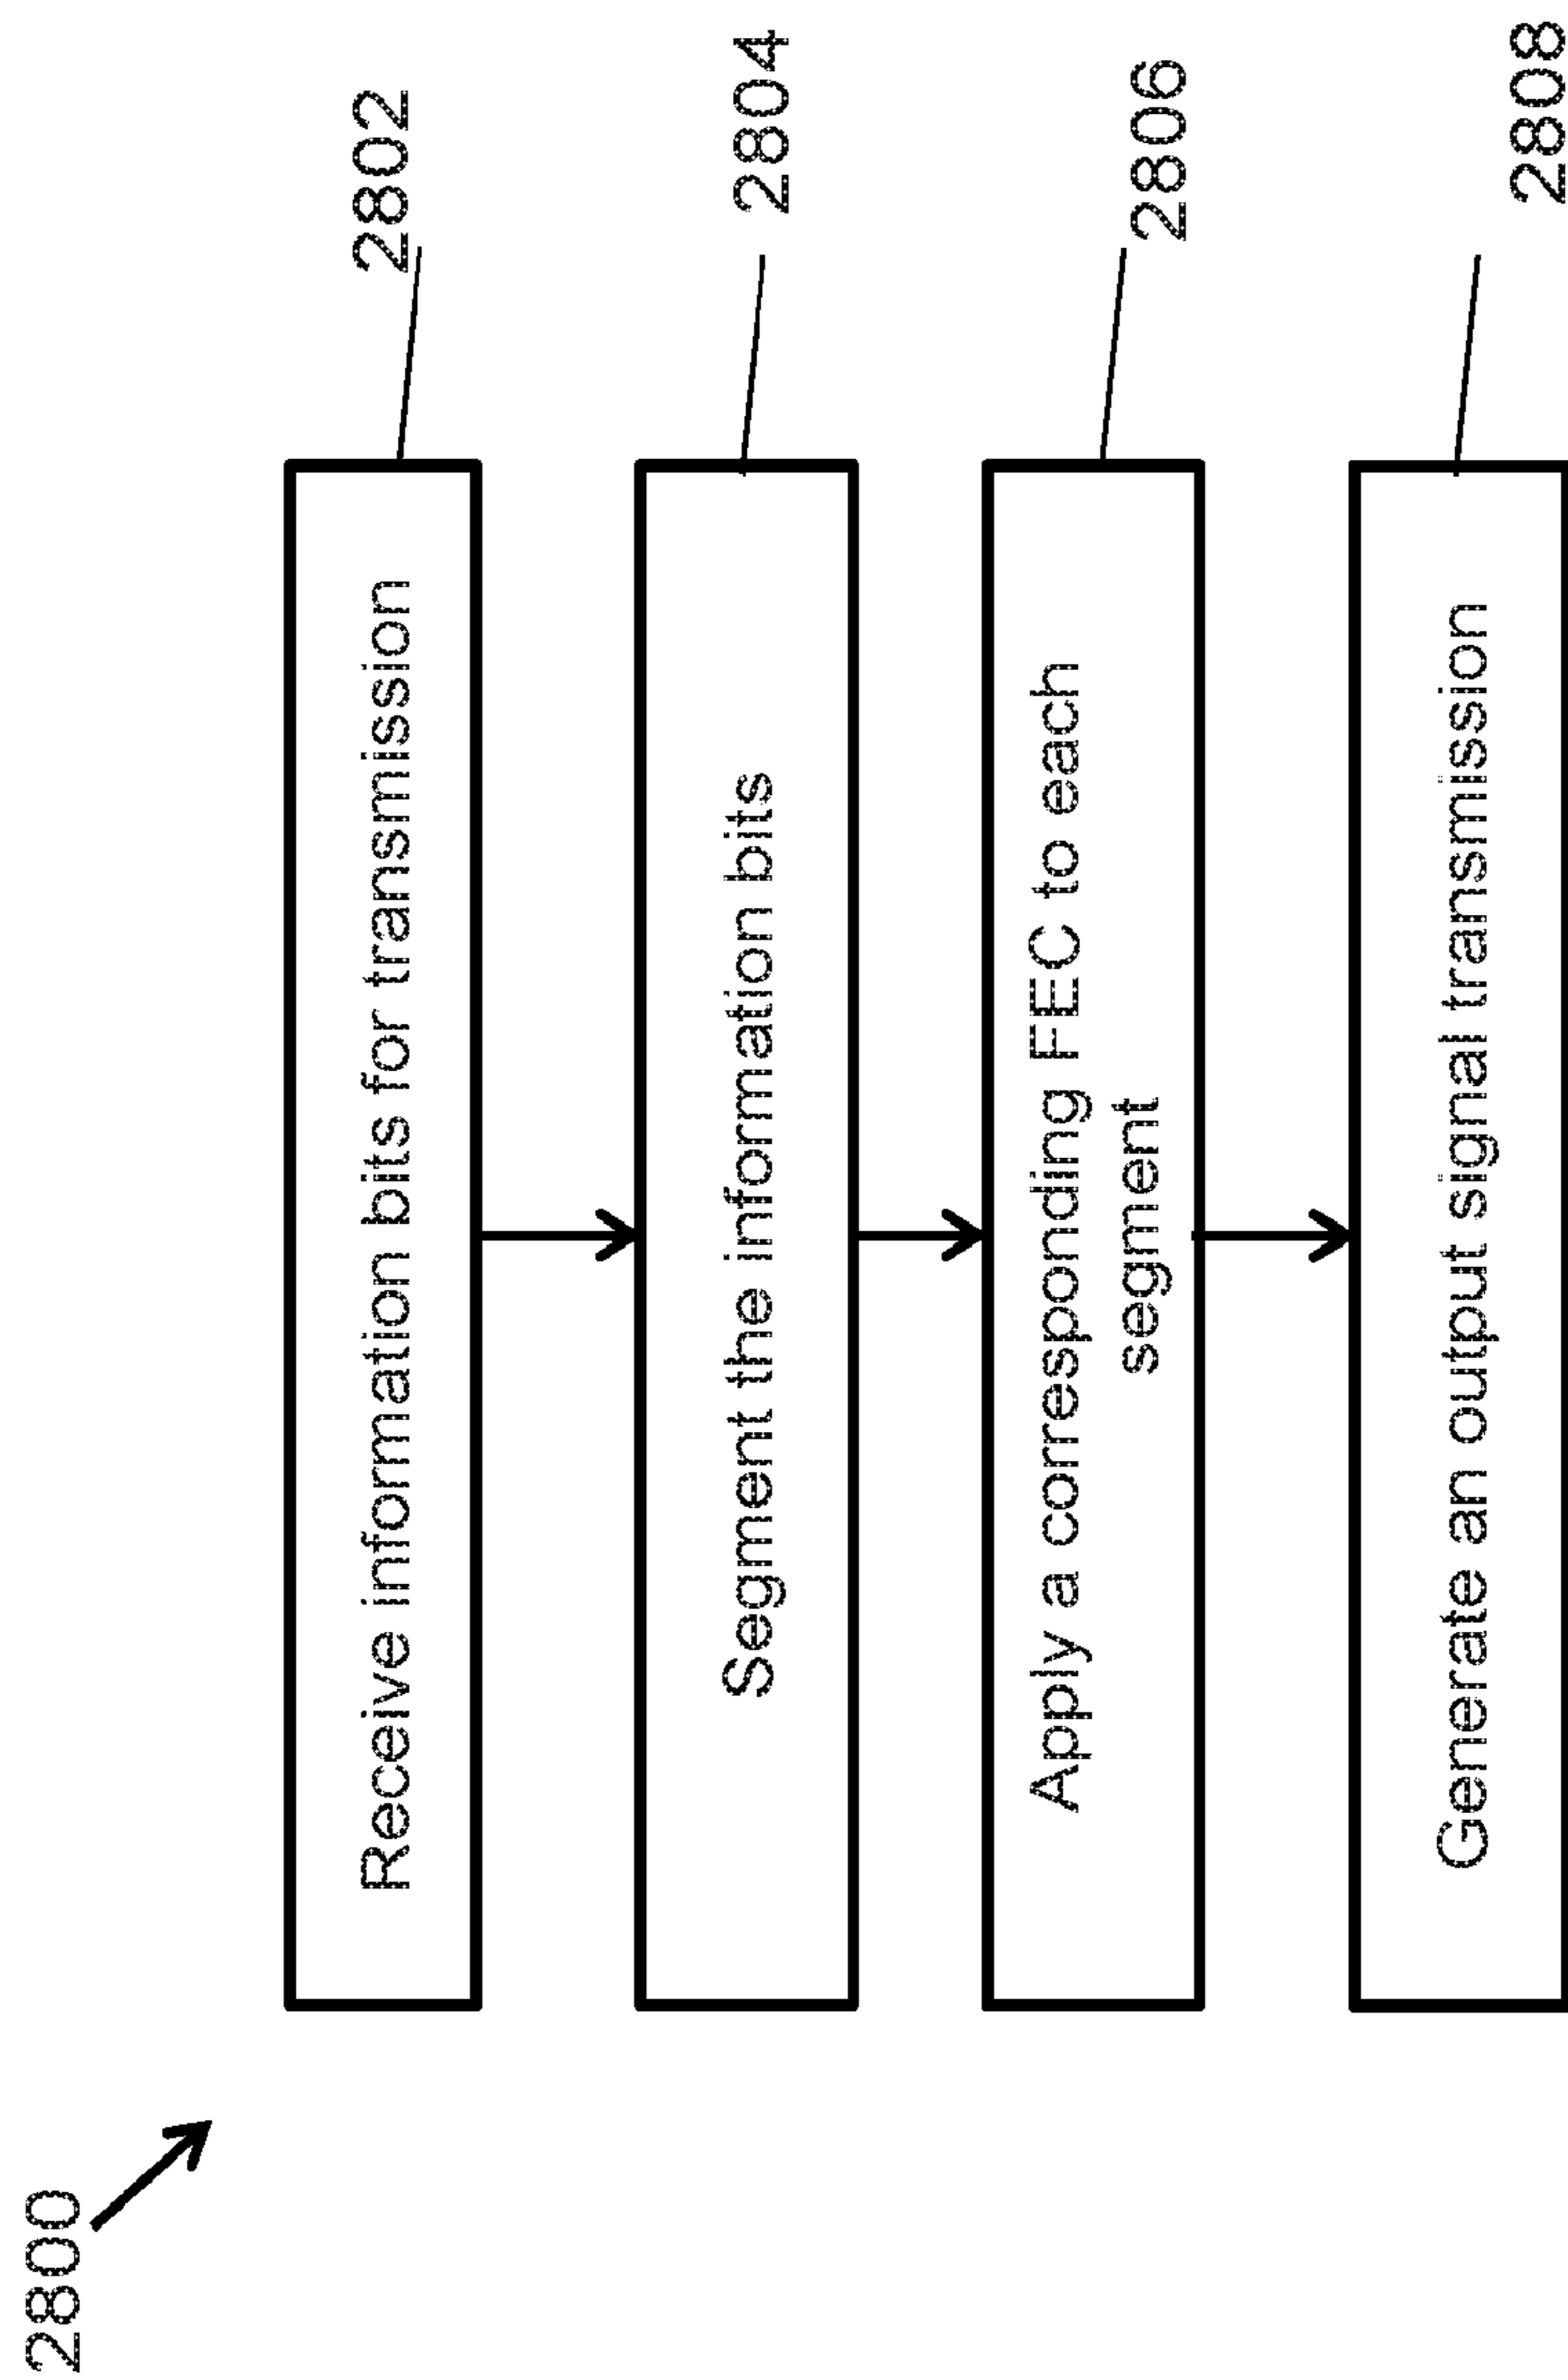 2800
Receive information bits for transmission
2802
Segment the information bits
2804
Apply a corresponding FEC to each
segment
2806
Generate an output signal transmission
2808